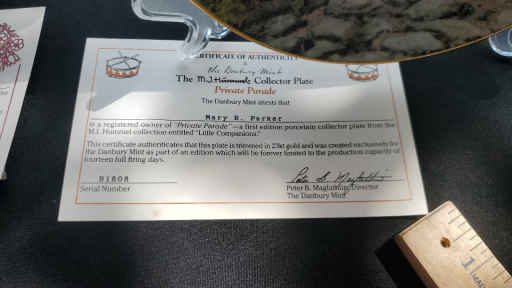 CERTIFICATE OF AUTHENTICITY
The Danbury Mint
The M.J. Hummel Collector Plate
Private Parade
The Danbury Mint attests that
Mary B. Parker
is a registered owner of "Private Parade"—a first edition porcelain collector plate from the
M.I. Hummel collection entitled "Little Companions."
This certificate authenticates that this plate is trimmed in 23kt gold and was created exclusively for
the Danbury Mint as part of an edition which will be forever limited to the production capacity of
fourteen full firing days.
Serial Number
Peter B. Maglathlin, Director
The Danbury Mint
1